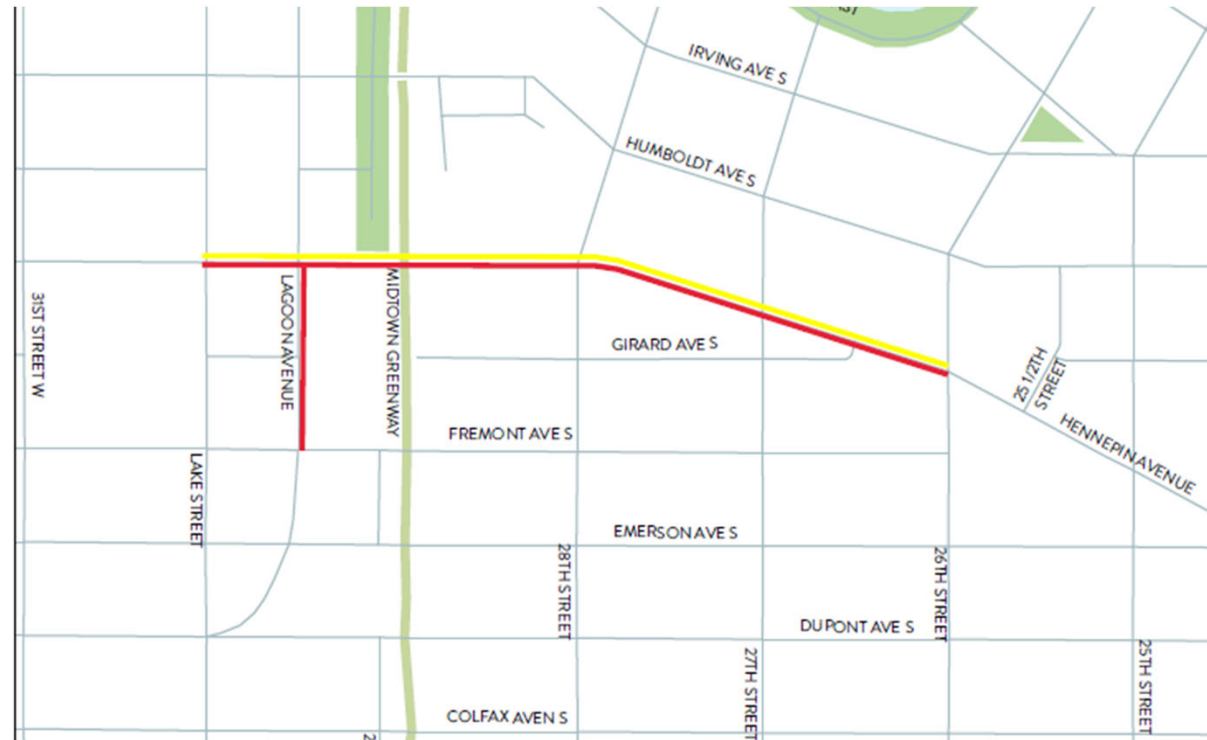 IRVING AVE S
HUMBOLDT AVE S
LAGOON AVENUE
MIDTOWN GREENWAY
31ST STREET W
GIRARD AVE S
25 1/2TH
STREET
HENNEPIN AVENUE
FREMONT AVE S
LAKE STREET
EMERSON AVE S
28TH STREET
26TH STREET
DUPONT AVE S
27TH STREET
25TH STREET
COLFAX AVEN S